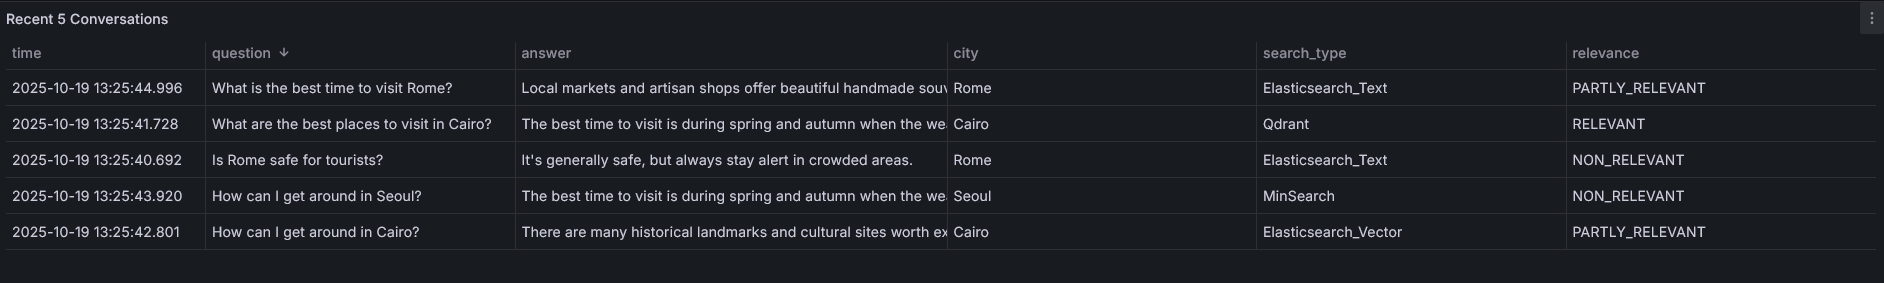 Recent 5 Conversations
time question answer city search_type relevance
2025-10-19 13:25:44.996 What is the best time to visit Rome? Local markets and artisan shops offer beautiful handmade souv Rome Elasticsearch_Text PARTLY_RELEVANT
2025-10-19 13:25:41.728 What are the best places to visit in Cairo? The best time to visit is during spring and autumn when the we Cairo Qdrant RELEVANT
2025-10-19 13:25:40.692 Is Rome safe for tourists? It's generally safe, but always stay alert in crowded areas. Rome Elasticsearch_Text NON_RELEVANT
2025-10-19 13:25:43.920 How can I get around in Seoul? The best time to visit is during spring and autumn when the we Seoul MinSearch NON_RELEVANT
2025-10-19 13:25:42.801 How can I get around in Cairo? There are many historical landmarks and cultural sites worth ex Cairo Elasticsearch_Vector PARTLY_RELEVANT